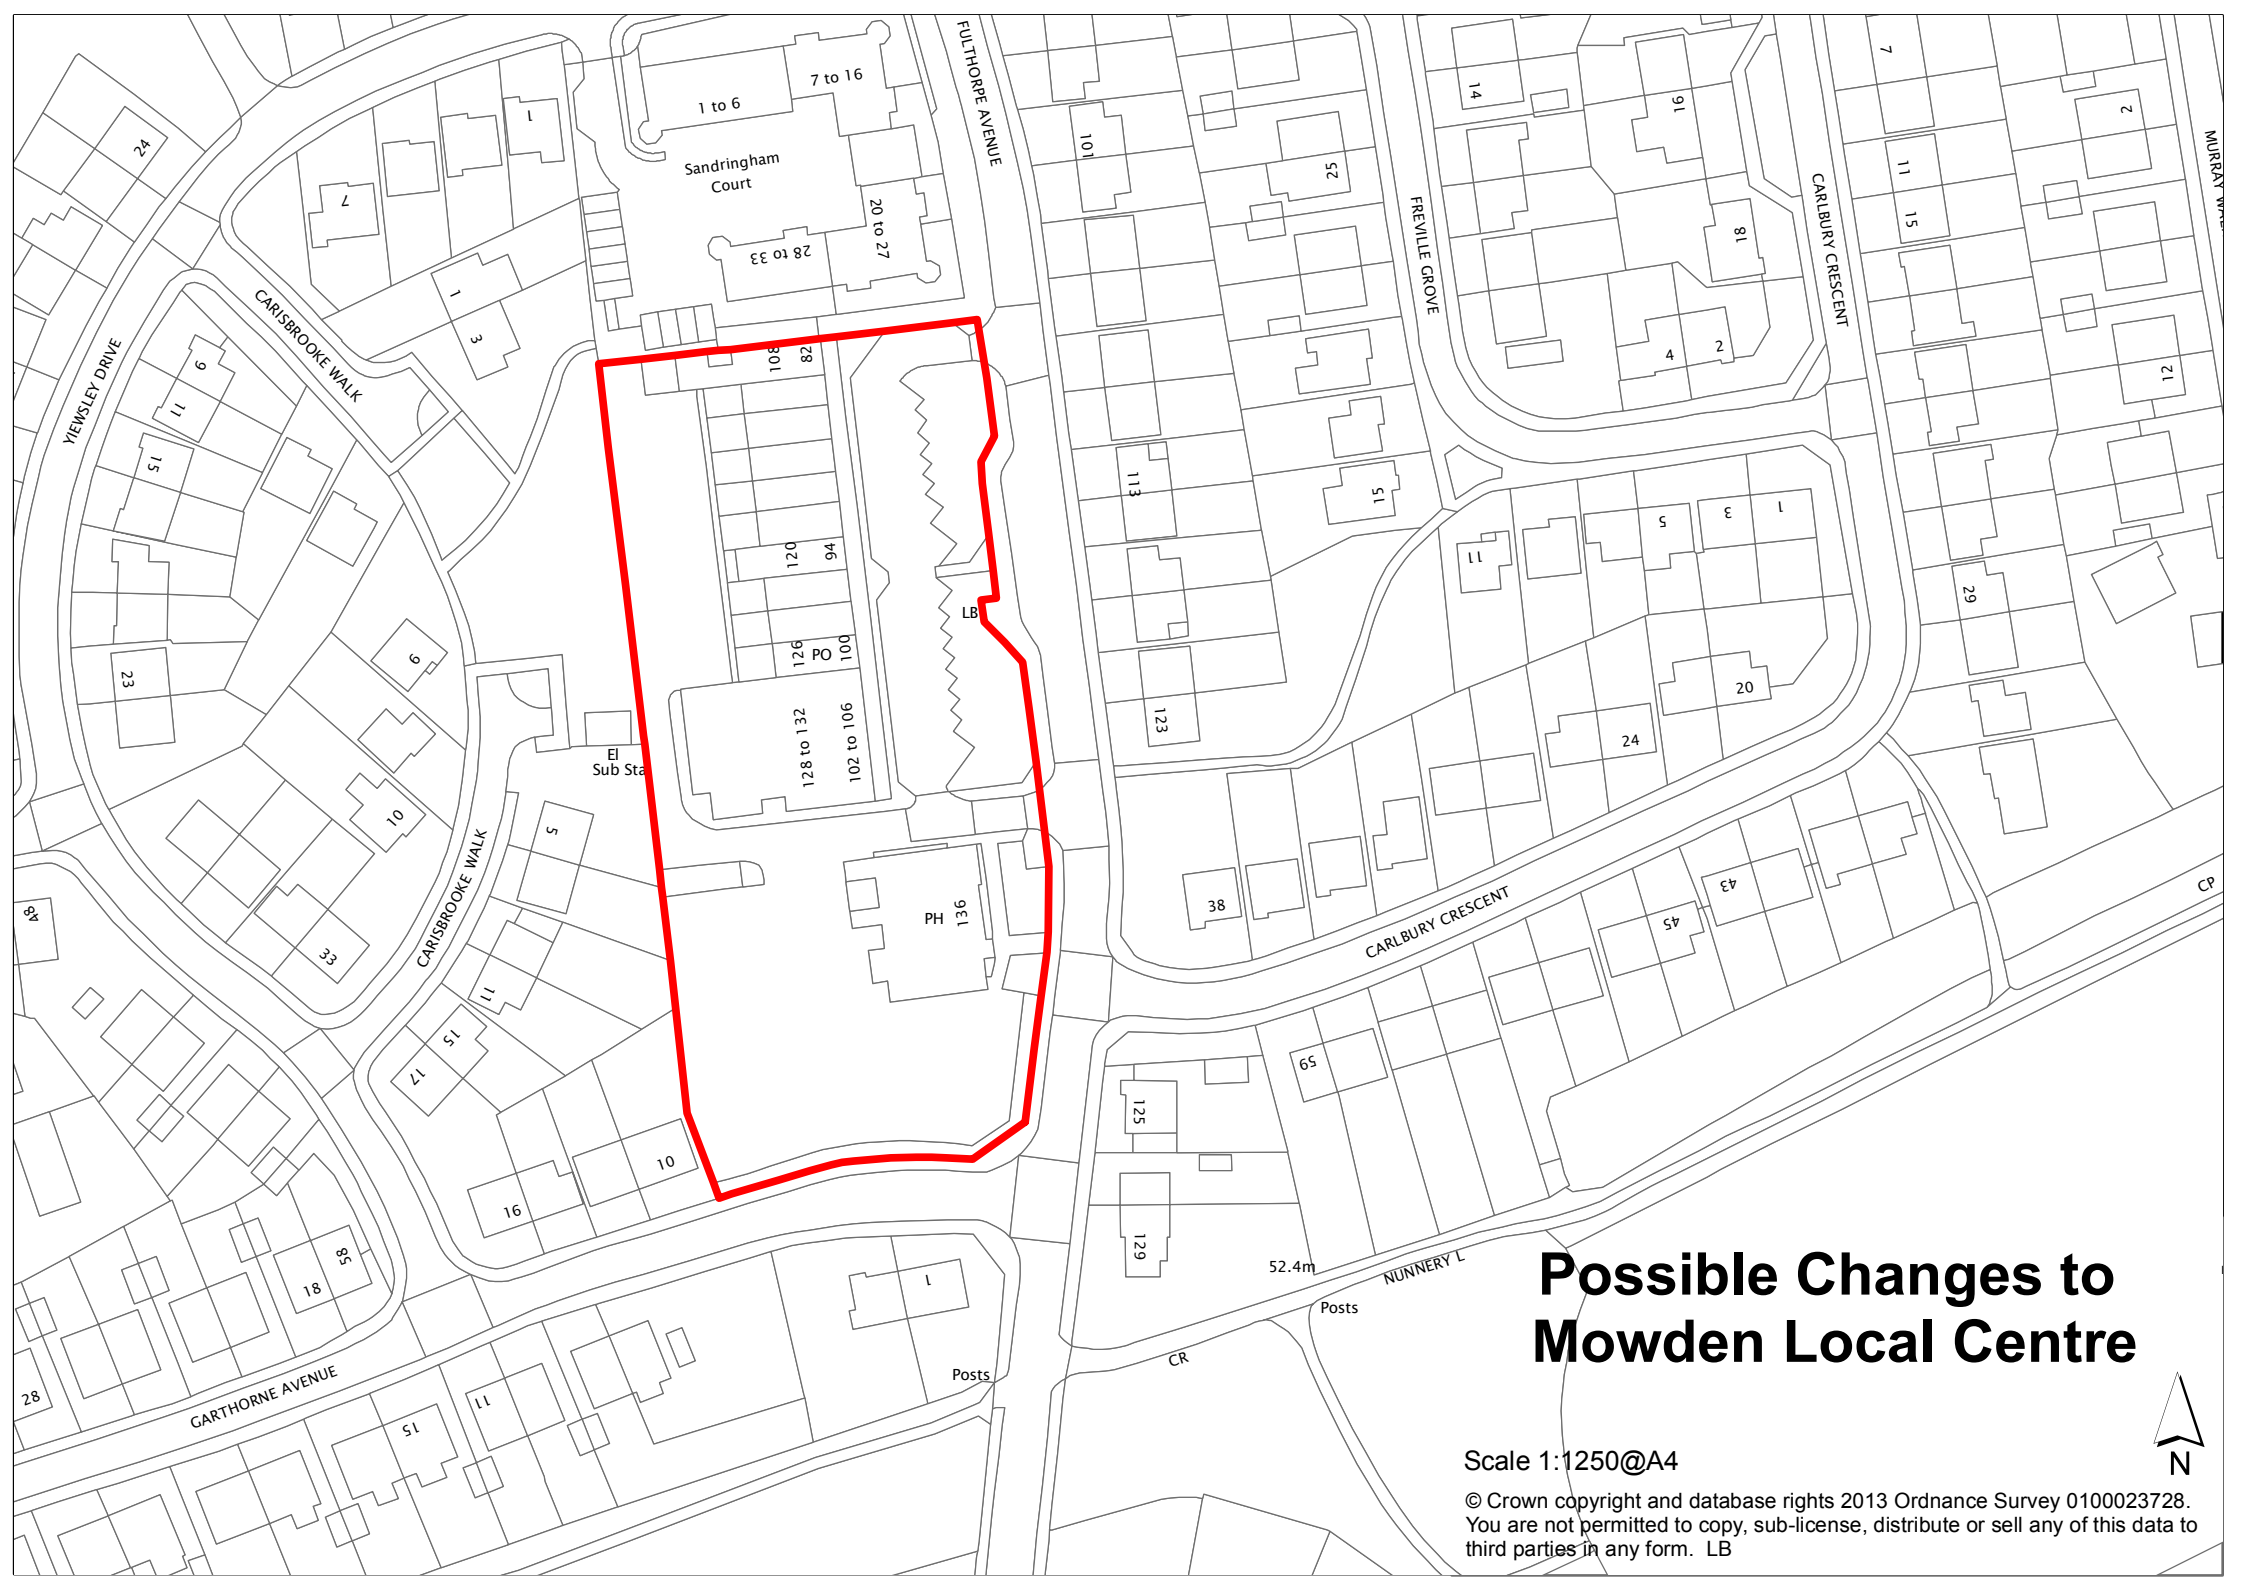 FULTHORPE AVENUE
7 to 16
1 to 6
14
16
7
2
24
1
101
MURRAY WAL
Sandringham
Court
25
11
7
CARLBURY CRESCENT
20 to 27
FREVILLE GROVE
15
18
28 to 33
1
CARISBROOKE WALK
3
YIEWSLEY DRIVE
108
82
4
2
9
12
11
15
113
15
5
3
1
120
94
11
29
LB
126
PO
100
9
23
20
128 to 132
102 to 106
123
El
Sub Sta
24
5
10
CARISBROOKE WALK
38
43
CP
48
PH
136
45
CARLBURY CRESCENT
33
11
15
59
17
125
10
16
129
58
18
52.4m
NUNNERY L
1
Posts
Possible Changes to
Mowden Local Centre
CR
Posts
28
GARTHORNE AVENUE
11
15
Scale 1:1250@A4
N
© Crown copyright and database rights 2013 Ordnance Survey 0100023728.
You are not permitted to copy, sub-license, distribute or sell any of this data to
third parties in any form.  LB